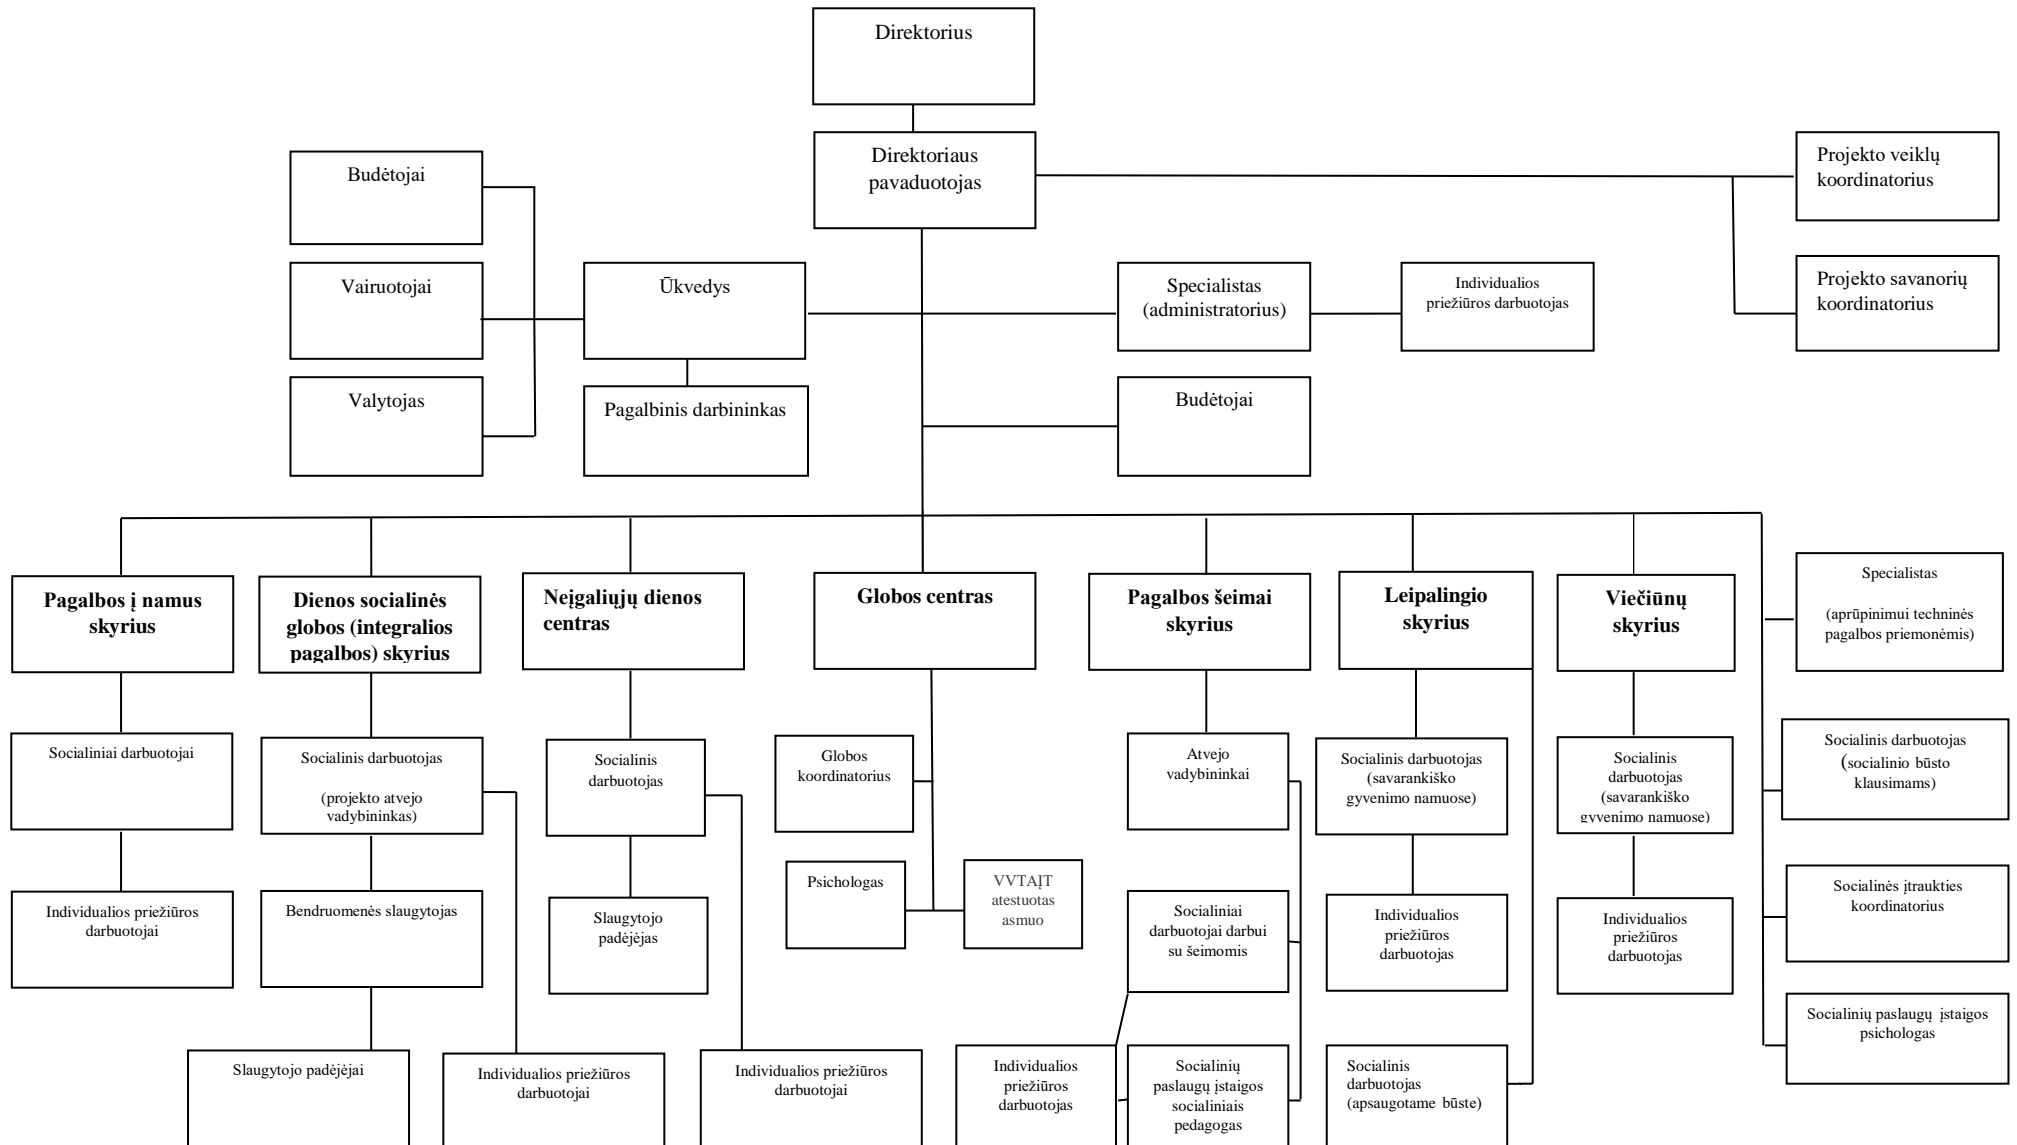 Direktorius
Direktoriaus
pavaduotojas
Projekto veiklų
koordinatorius
Budėtojai
Vairuotojai
Ūkvedys
Specialistas
(administratorius)
Individualios
priežiūros darbuotojas
Projekto savanorių
koordinatorius
Valytojas
Pagalbinis darbininkas
Budėtojai
Pagalbos į namus
skyrius
Dienos socialinės
globos (integralios
pagalbos) skyrius
Neįgaliųjų dienos
centras
Globos centras
Pagalbos šeimai
skyrius
Leipalingio
skyrius
Viečiūnų
skyrius
Specialistas
(aprūpinimui techninės
pagalbos priemonėmis)
Socialiniai darbuotojai
Socialinis darbuotojas
(projekto atvejo
vadybininkas)
Socialinis
darbuotojas
Globos
koordinatorius
Atvejo
vadybininkai
Socialinis darbuotojas
(savarankiško
gyvenimo namuose)
Socialinis
darbuotojas
(savarankiško
gyvenimo namuose)
Socialinis darbuotojas
(socialinio būsto
klausimams)
Individualios priežiūros
darbuotojai
Bendruomenės slaugytojas
Slaugytojo
padėjėjas
Psichologas
VVTAĮT
atestuotas
asmuo
Socialiniai
darbuotojai darbui
su šeimomis
Individualios
priežiūros
darbuotojas
Individualios
priežiūros
darbuotojas
Socialinės įtraukties
koordinatorius
Socialinių paslaugų įstaigos
psichologas
Slaugytojo padėjėjai
Individualios priežiūros
darbuotojai
Individualios priežiūros
darbuotojai
Individualios
priežiūros
darbuotojas
Socialinių
paslaugų įstaigos
socialiniais
pedagogas
Socialinis
darbuotojas
(apsaugotame būste)